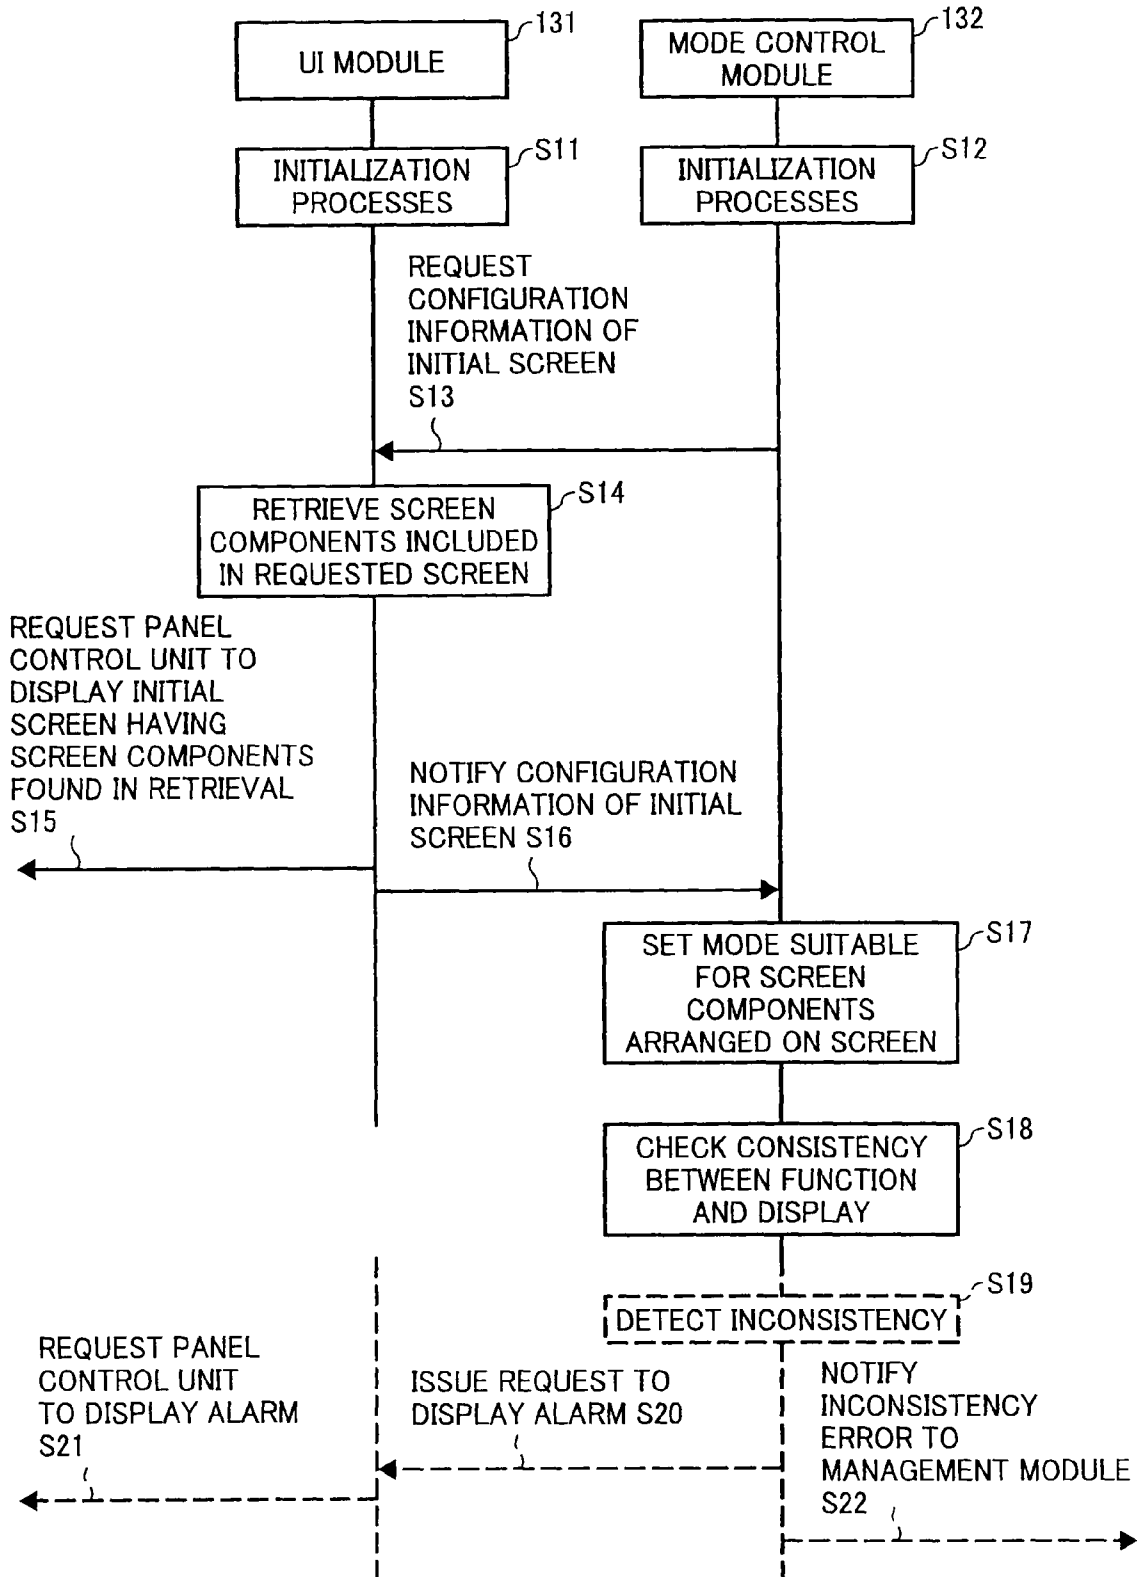 131
UI MODULE
132
MODE CONTROL
MODULE
S11
INITIALIZATION
PROCESSES
S12
INITIALIZATION
PROCESSES
REQUEST
CONFIGURATION
INFORMATION OF
INITIAL SCREEN
S13
S14
RETRIEVE SCREEN
COMPONENTS INCLUDED
IN REQUESTED SCREEN
REQUEST PANEL
CONTROL UNIT TO
DISPLAY INITIAL
SCREEN HAVING
SCREEN COMPONENTS
FOUND IN RETRIEVAL
S15
NOTIFY CONFIGURATION
INFORMATION OF INITIAL
SCREEN S16
S17
SET MODE SUITABLE
FOR SCREEN
COMPONENTS
ARRANGED ON SCREEN
S18
CHECK CONSISTENCY
BETWEEN FUNCTION
AND DISPLAY
S19
DETECT INCONSISTENCY
REQUEST PANEL
CONTROL UNIT
TO DISPLAY ALARM
S21
ISSUE REQUEST TO
DISPLAY ALARM S20
NOTIFY
INCONSISTENCY
ERROR TO
MANAGEMENT MODULE
S22